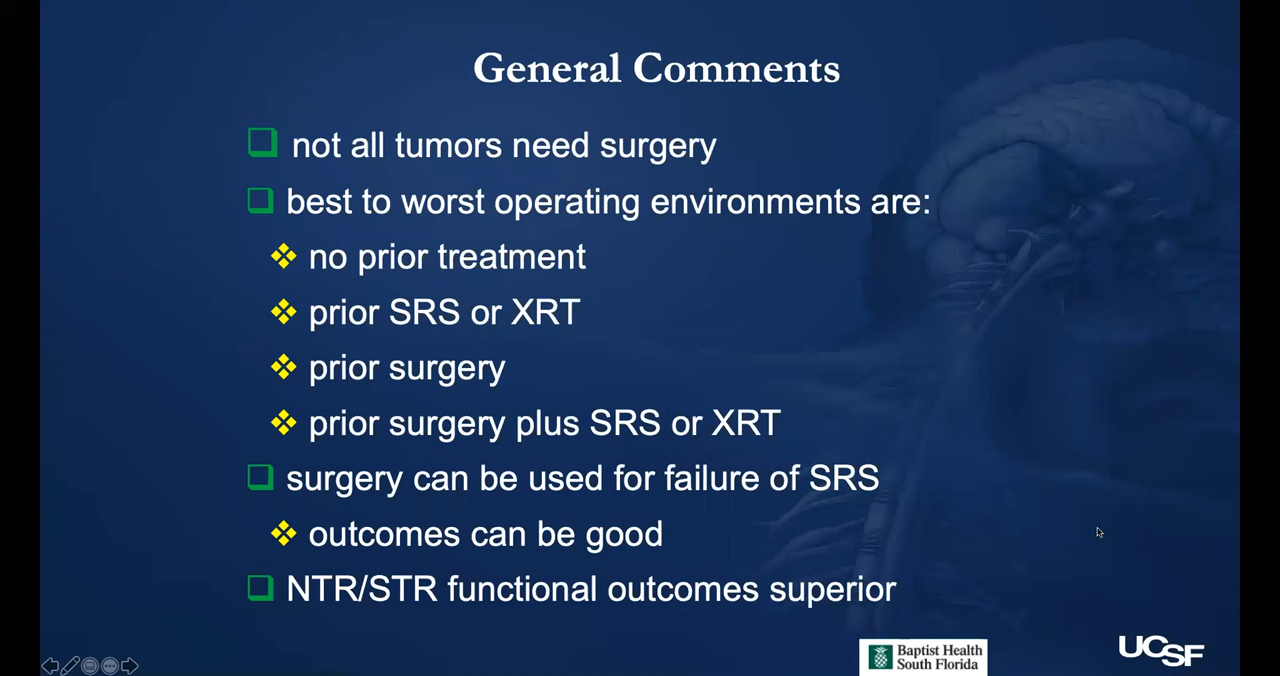 General Comments
not all tumors need surgery
best to worst operating environments are:
no prior treatment
prior SRS or XRT
prior surgery
prior surgery plus SRS or XRT
surgery can be used for failure of SRS
outcomes can be good
NTR/STR functional outcomes superior
Baptist Health
South Florida
UCSF